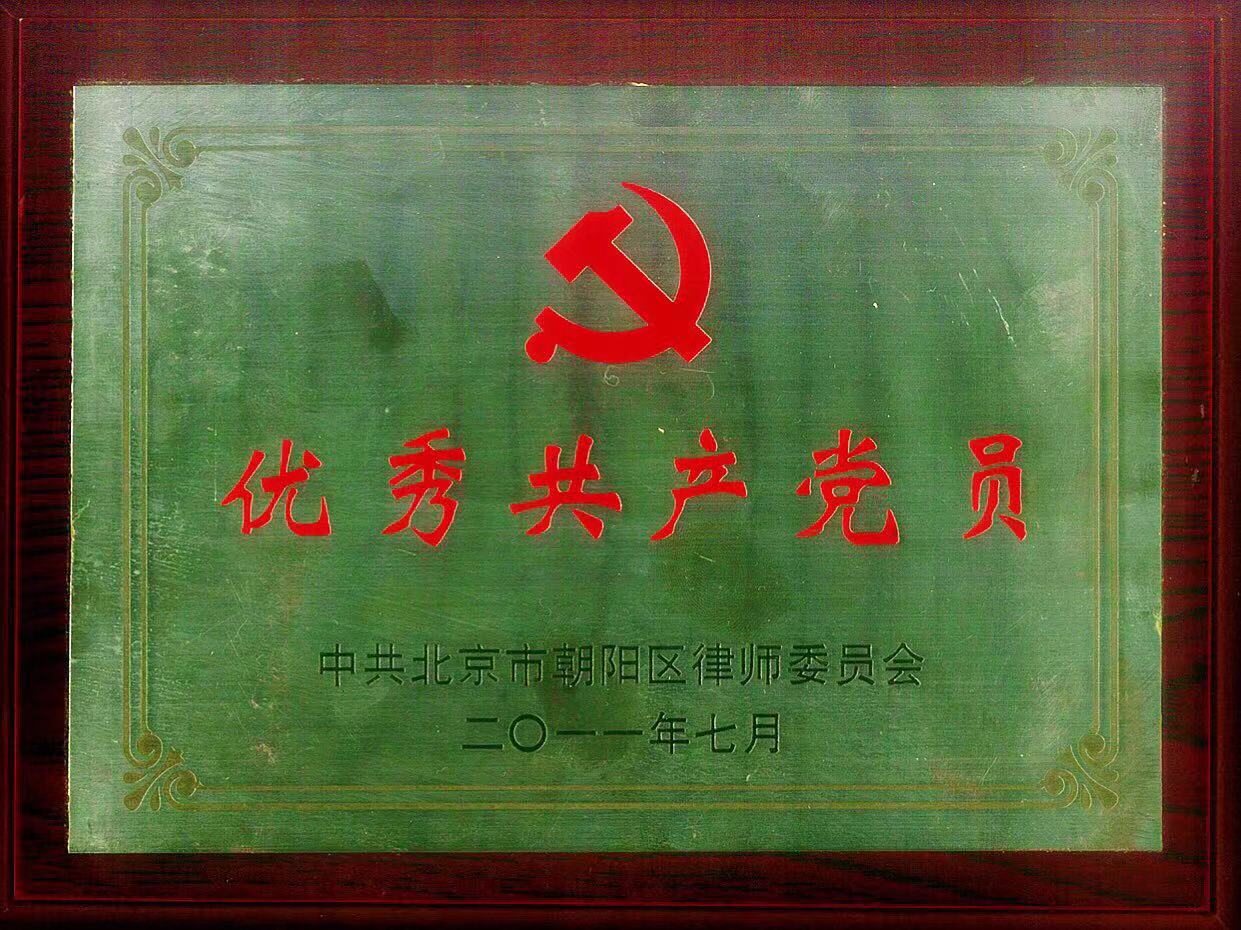 优秀共产党员
中共北京市朝阳区律师委员会
二〇一一年七月